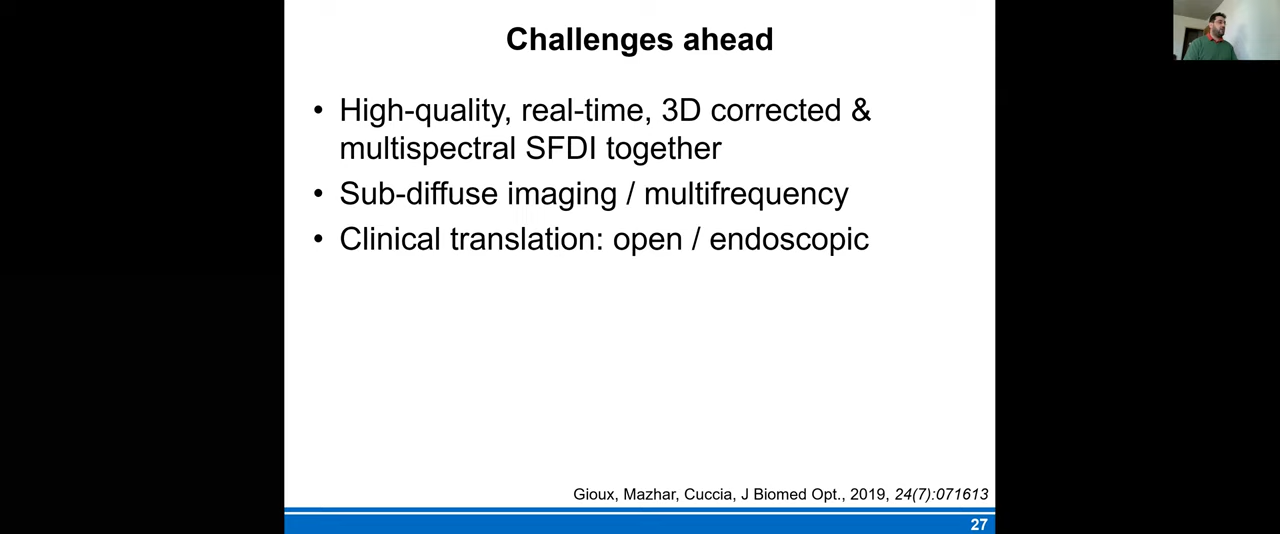 Challenges ahead
• High-quality, real-time, 3D corrected &
multispectral SFDI together
• Sub-diffuse imaging / multifrequency
• Clinical translation: open / endoscopic
Gioux, Mazhar, Cuccia, J Biomed Opt., 2019, 24(7):071613
27